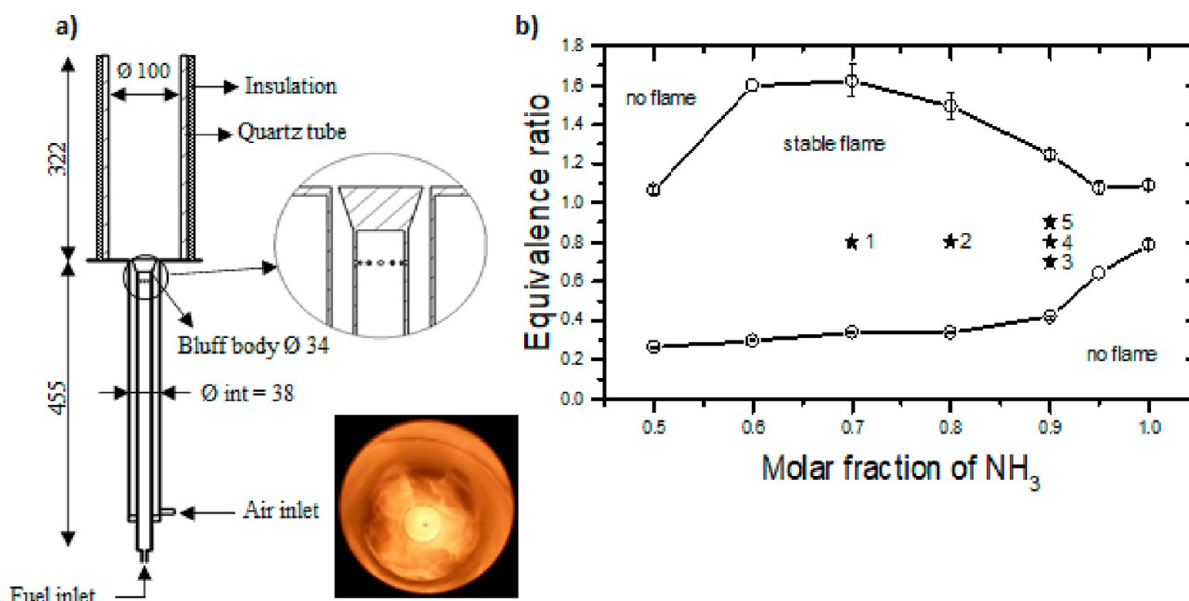 a)
Ø 100
Insulation
Quartz tube
322
Bluff body Ø 34
455
Ø int = 38
Air inlet
Fuel inlet
b)
Equivalence ratio
1.8
1.6
1.4
1.2
1.0
0.8
0.6
0.4
0.2
0.0
no flame
stable flame
1
2
5
4
3
no flame
0.5 0.6 0.7 0.8 0.9 1.0
Molar fraction of NH₃